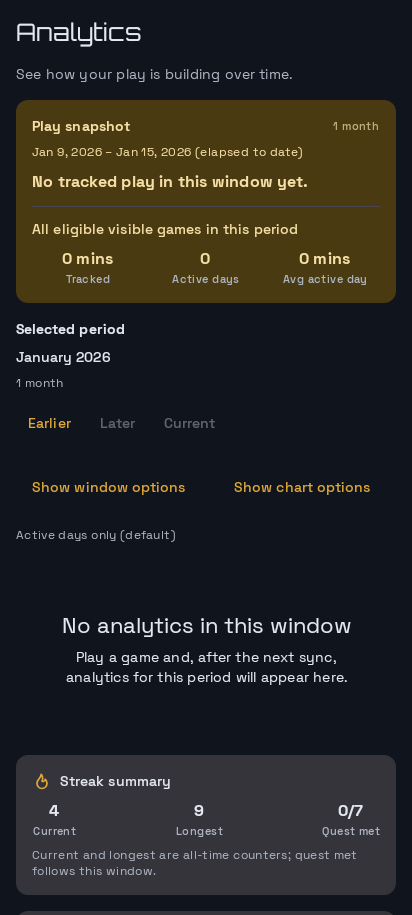 Analytics
See how your play is building over time.
Play snapshot
1 month
Jan 9, 2026 – Jan 15, 2026 (elapsed to date)
No tracked play in this window yet.
All eligible visible games in this period
0 mins 0 0 mins
Tracked Active days Avg active day
Selected period
January 2026
1 month
Earlier Later Current
Show window options Show chart options
Active days only (default)
No analytics in this window
Play a game and, after the next sync,
analytics for this period will appear here.
Streak summary
4 9 0/7
Current Longest Quest met
Current and longest are all-time counters; quest met
follows this window.